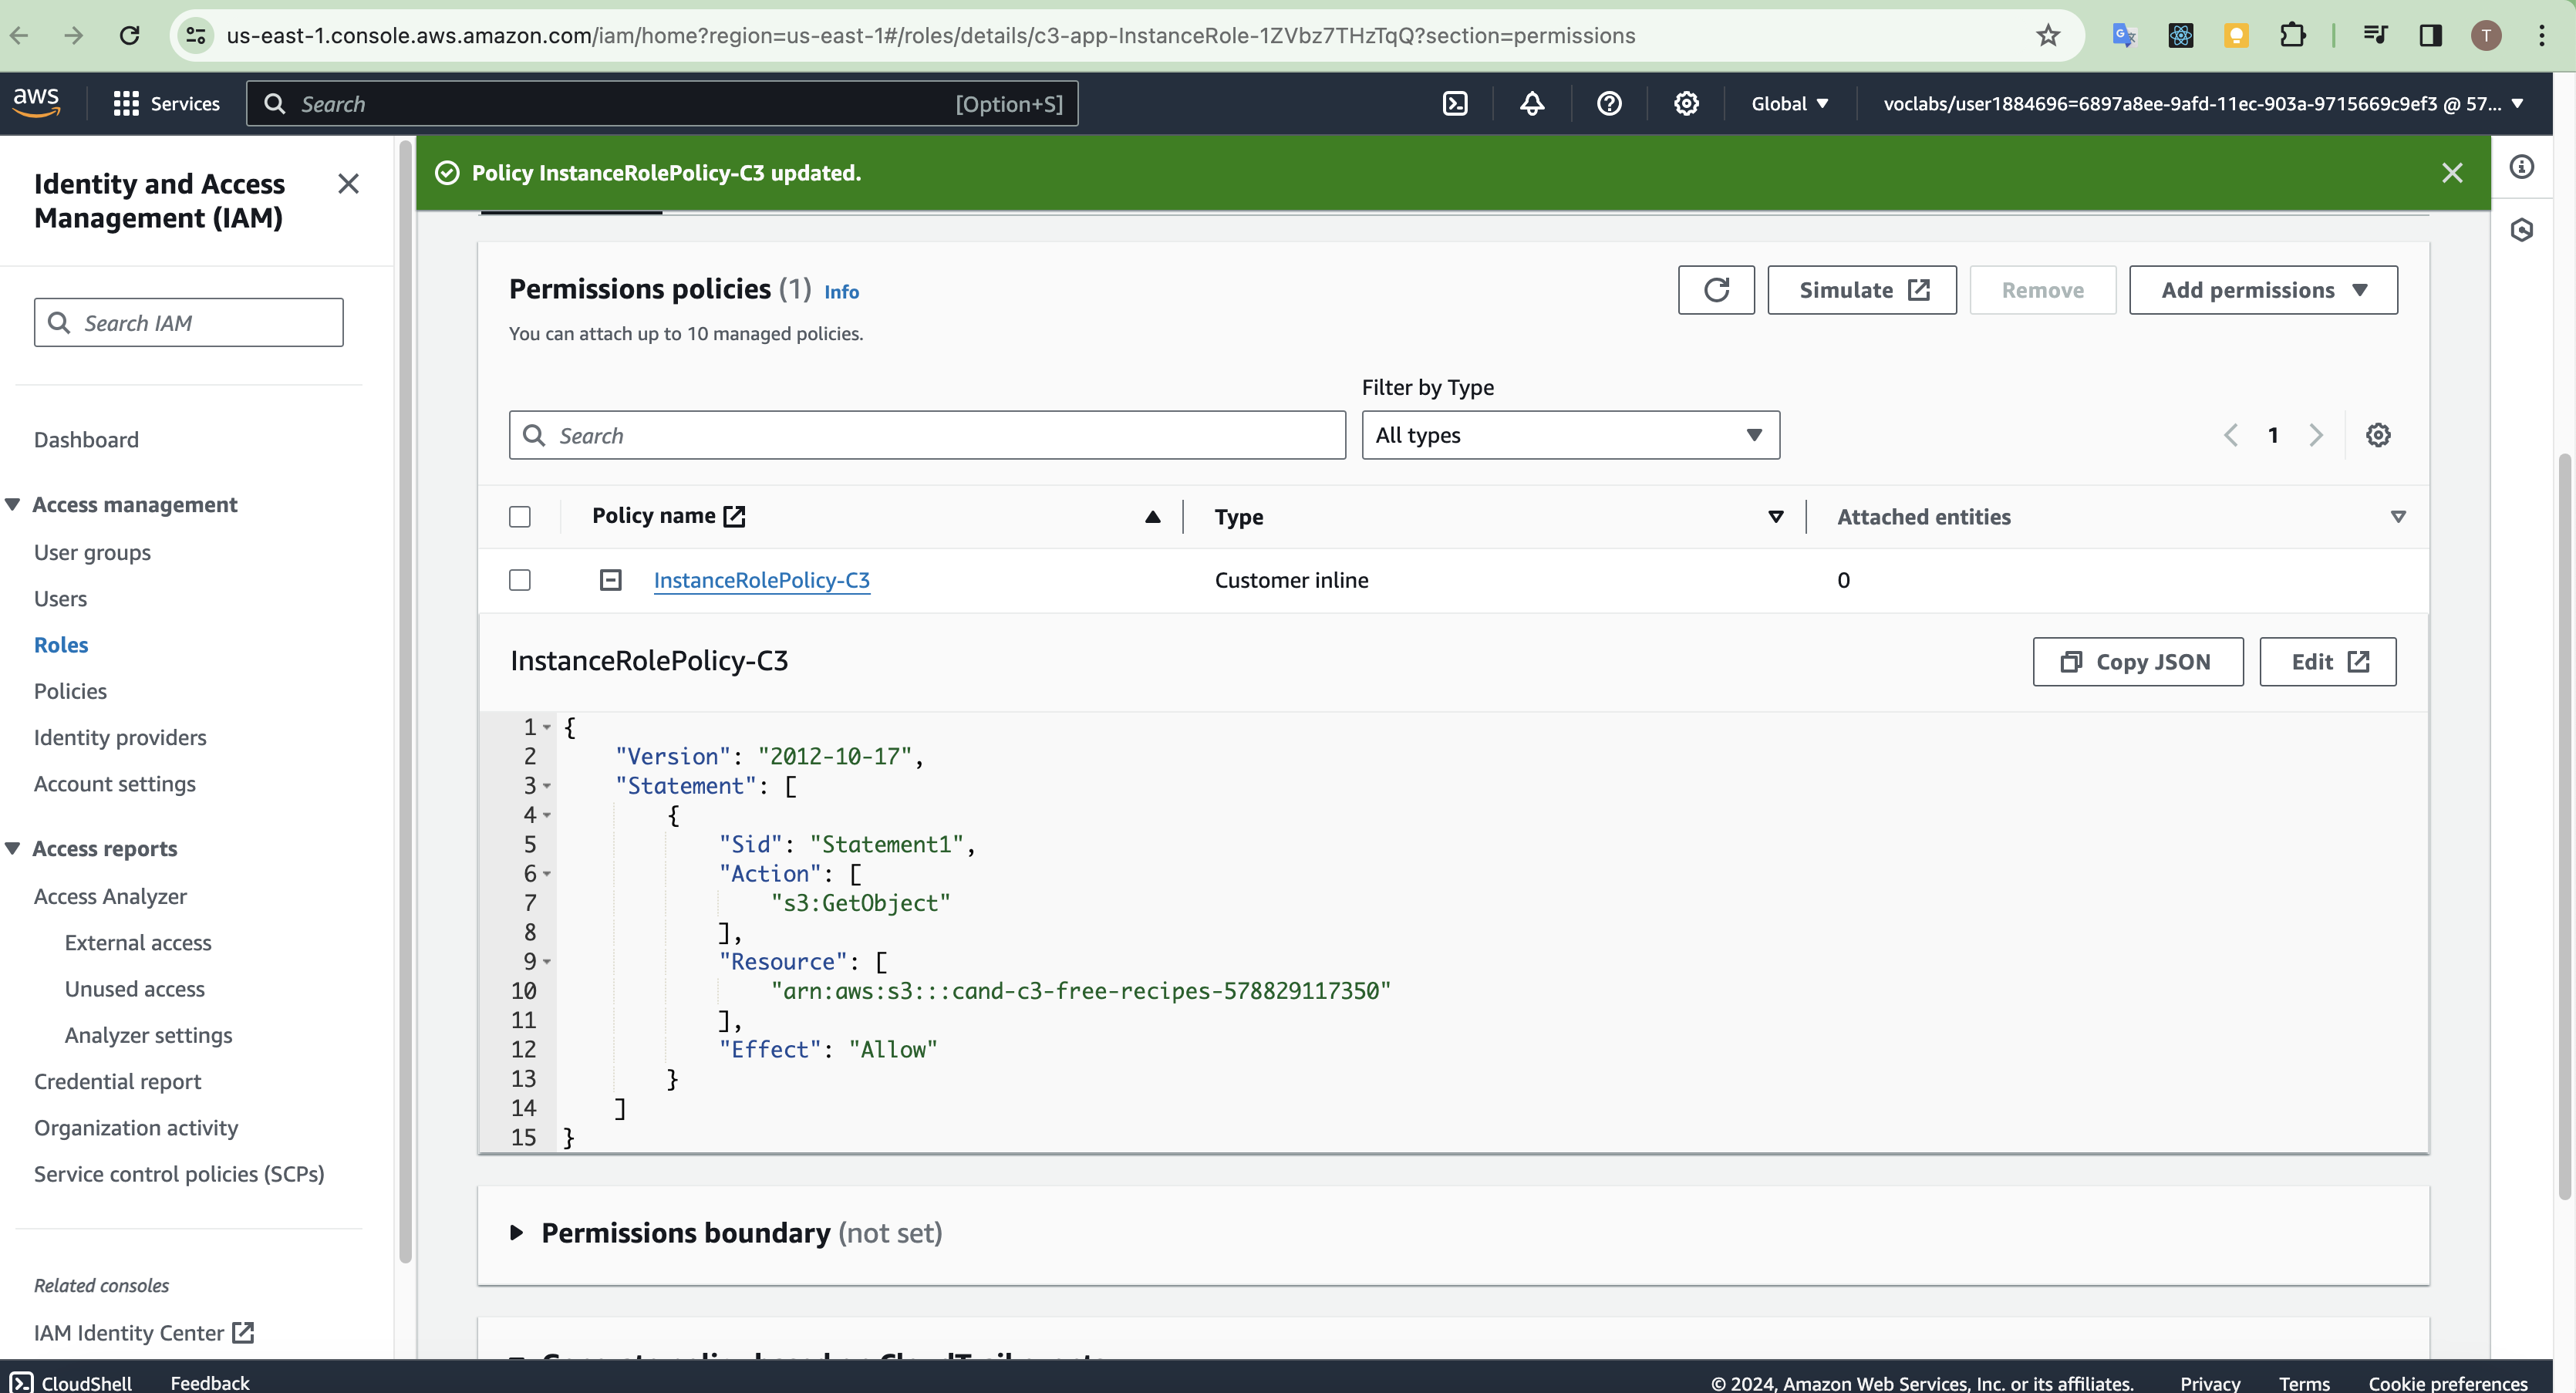 us-east-1.console.aws.amazon.com/iam/home?region=us-east-1#/roles/details/c3-app-InstanceRole-1ZVbz7THzTqQ?section=permissions
T
aws
Services
Search
[Option+S]
Global
voclabs/user1884696=6897a8ee-9afd-11ec-903a-9715669c9ef3 @ 57...
Identity and Access
Management (IAM)
Search IAM
Dashboard
Access management
User groups
Users
Roles
Policies
Identity providers
Account settings
Access reports
Access Analyzer
External access
Unused access
Analyzer settings
Credential report
Organization activity
Service control policies (SCPs)
Related consoles
IAM Identity Center
Policy InstanceRolePolicy-C3 updated.
Permissions policies (1) Info
You can attach up to 10 managed policies.
Simulate
Remove
Add permissions
Filter by Type
Search
All types
1
Policy name
Type
Attached entities
InstanceRolePolicy-C3
Customer inline
0
InstanceRolePolicy-C3
Copy JSON
Edit
1 {
2 "Version": "2012-10-17",
3 "Statement": [
4 {
5 "Sid": "Statement1",
6 "Action": [
7 "s3:GetObject"
8 ],
9 "Resource": [
10 "arn:aws:s3:::cand-c3-free-recipes-578829117350"
11 ],
12 "Effect": "Allow"
13 }
14 ]
15 }
Permissions boundary (not set)
CloudShell
Feedback
© 2024, Amazon Web Services, Inc. or its affiliates.
Privacy
Terms
Cookie preferences